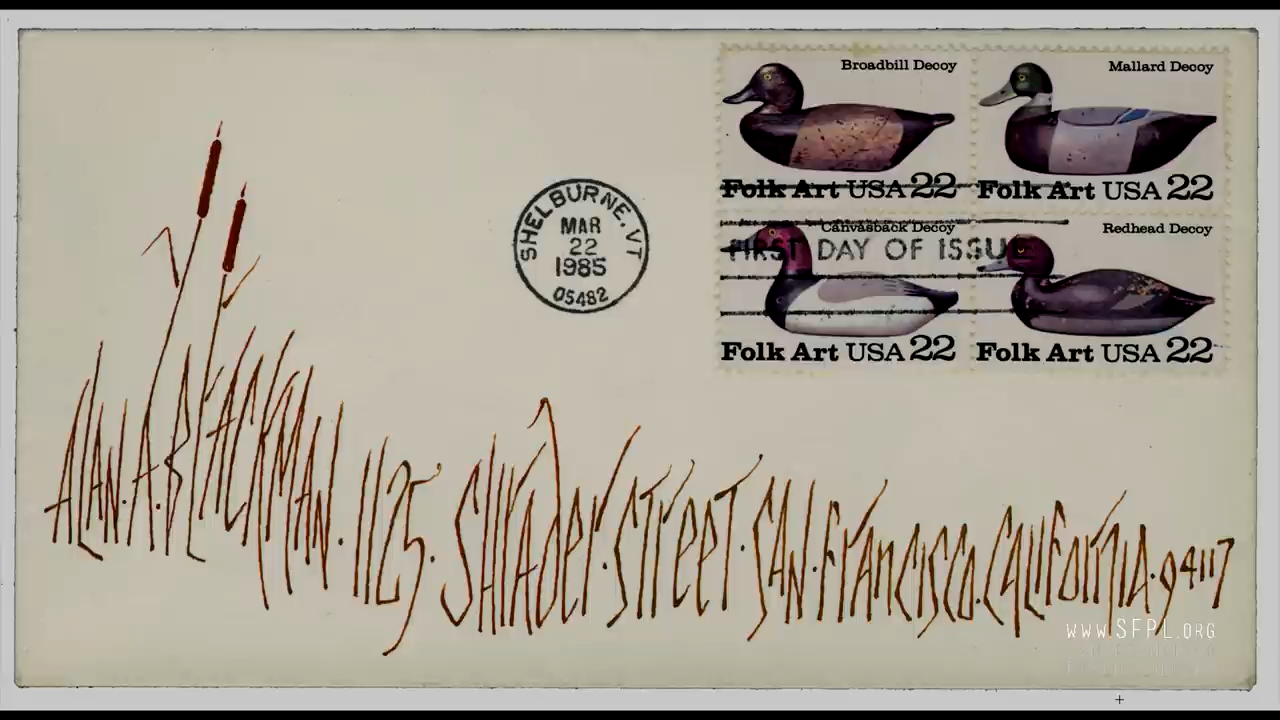 Broadbill Decoy
Folk Art USA 22
Mallard Decoy
Folk Art USA 22
Canvasback Decoy
Folk Art USA 22
Redhead Decoy
Folk Art USA 22
FIRST DAY OF ISSUE
SHELBURNE, VT
MAR
22
1985
05482
ALAN·A·BLACKMAN·1125·SHrAder·Street·SAN·FrAncISCo·CALIFornIA·94117
www.SFPL.ORG